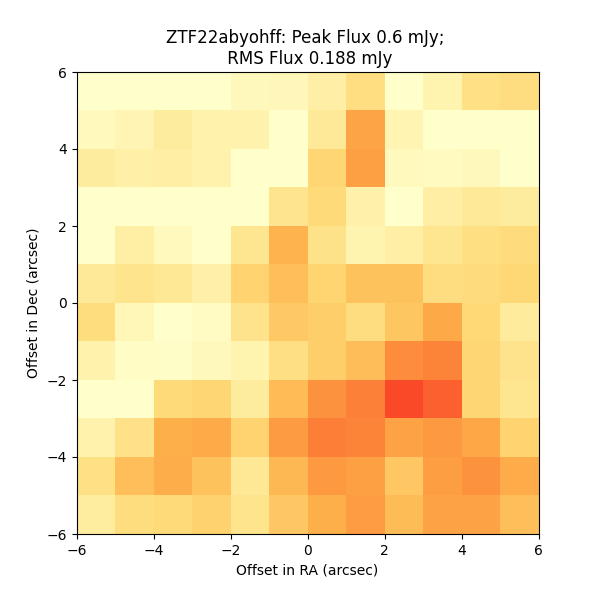 ZTF22abyohff: Peak Flux 0.6 mJy;
RMS Flux 0.188 mJy
6
4
2
0
−2
−4
−6
Offset in Dec (arcsec)
−6 −4 −2 0 2 4 6
Offset in RA (arcsec)